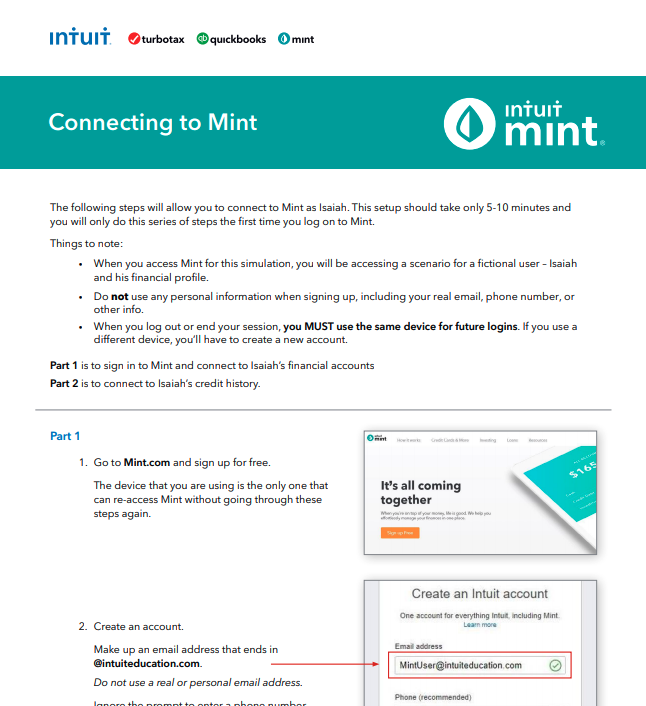 ıntuıt turbotax quickbooks mint
Connecting to Mint
ıntuıt
mint
The following steps will allow you to connect to Mint as Isaiah. This setup should take only 5-10 minutes and
you will only do this series of steps the first time you log on to Mint.
Things to note:
• When you access Mint for this simulation, you will be accessing a scenario for a fictional user – Isaiah
and his financial profile.
• Do not use any personal information when signing up, including your real email, phone number, or
other info.
• When you log out or end your session, you MUST use the same device for future logins. If you use a
different device, you’ll have to create a new account.
Part 1 is to sign in to Mint and connect to Isaiah’s financial accounts
Part 2 is to connect to Isaiah’s credit history.
Part 1
1. Go to Mint.com and sign up for free.
The device that you are using is the only one that
can re-access Mint without going through these
steps again.
mint How it works Credit Cards & More Investing Loans Resources
It’s all coming
together
When you’re on top of your money, life is good. We help you
effortlessly manage your finances in one place.
Sign up Free
$165
2. Create an account.
Make up an email address that ends in
@intuiteducation.com.
Do not use a real or personal email address.
Ignore the prompt to enter a phone number
Create an Intuit account
One account for everything Intuit, including Mint.
Learn more
Email address
MintUser@intuiteducation.com
Phone (recommended)